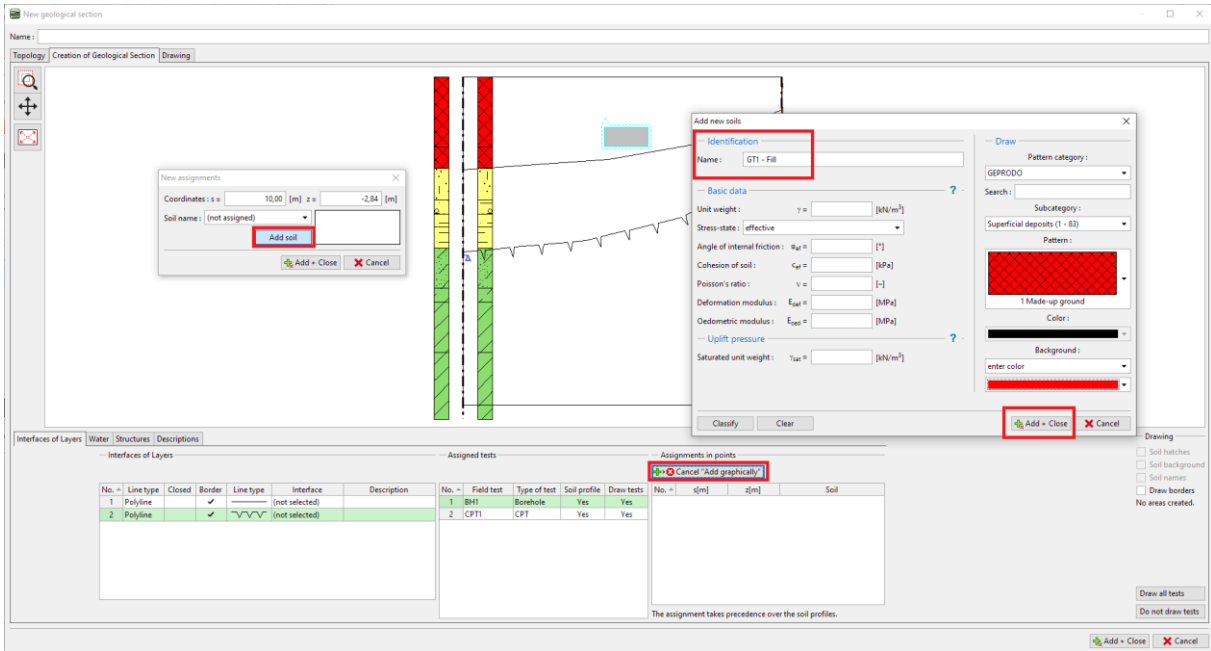 New geological section
Name :
Topology Creation of Geological Section Drawing
New assignments
Coordinates : s = 10,00 [m] z = -2,84 [m]
Soil name : (not assigned)
Add soil
Add + Close Cancel
Add new soils
Identification
Name : GT1 - Fill
Basic data ?
Unit weight : γ = [kN/m³]
Stress-state : effective
Angle of internal friction : φef = [°]
Cohesion of soil : cef = [kPa]
Poisson's ratio : ν = [–]
Deformation modulus : Edef = [MPa]
Oedometric modulus : Eoed = [MPa]
Uplift pressure ?
Saturated unit weight : γsat = [kN/m³]
Draw
Pattern category :
GEPRODO
Search :
Subcategory :
Superficial deposits (1 - 83)
Pattern :
1 Made-up ground
Color :
Background :
enter color
Classify Clear Add + Close Cancel
Interfaces of Layers Water Structures Descriptions
Interfaces of Layers
No. Line type Closed Border Line type Interface Description
1 Polyline (not selected)
2 Polyline (not selected)
Assigned tests
No. Field test Type of test Soil profile Draw tests
1 BH1 Borehole Yes Yes
2 CPT1 CPT Yes Yes
Assignments in points
Cancel "Add graphically"
No. s[m] z[m] Soil
The assignment takes precedence over the soil profiles.
Drawing
Soil hatches
Soil background
Soil names
Draw borders
No areas created.
Draw all tests
Do not draw tests
Add + Close Cancel